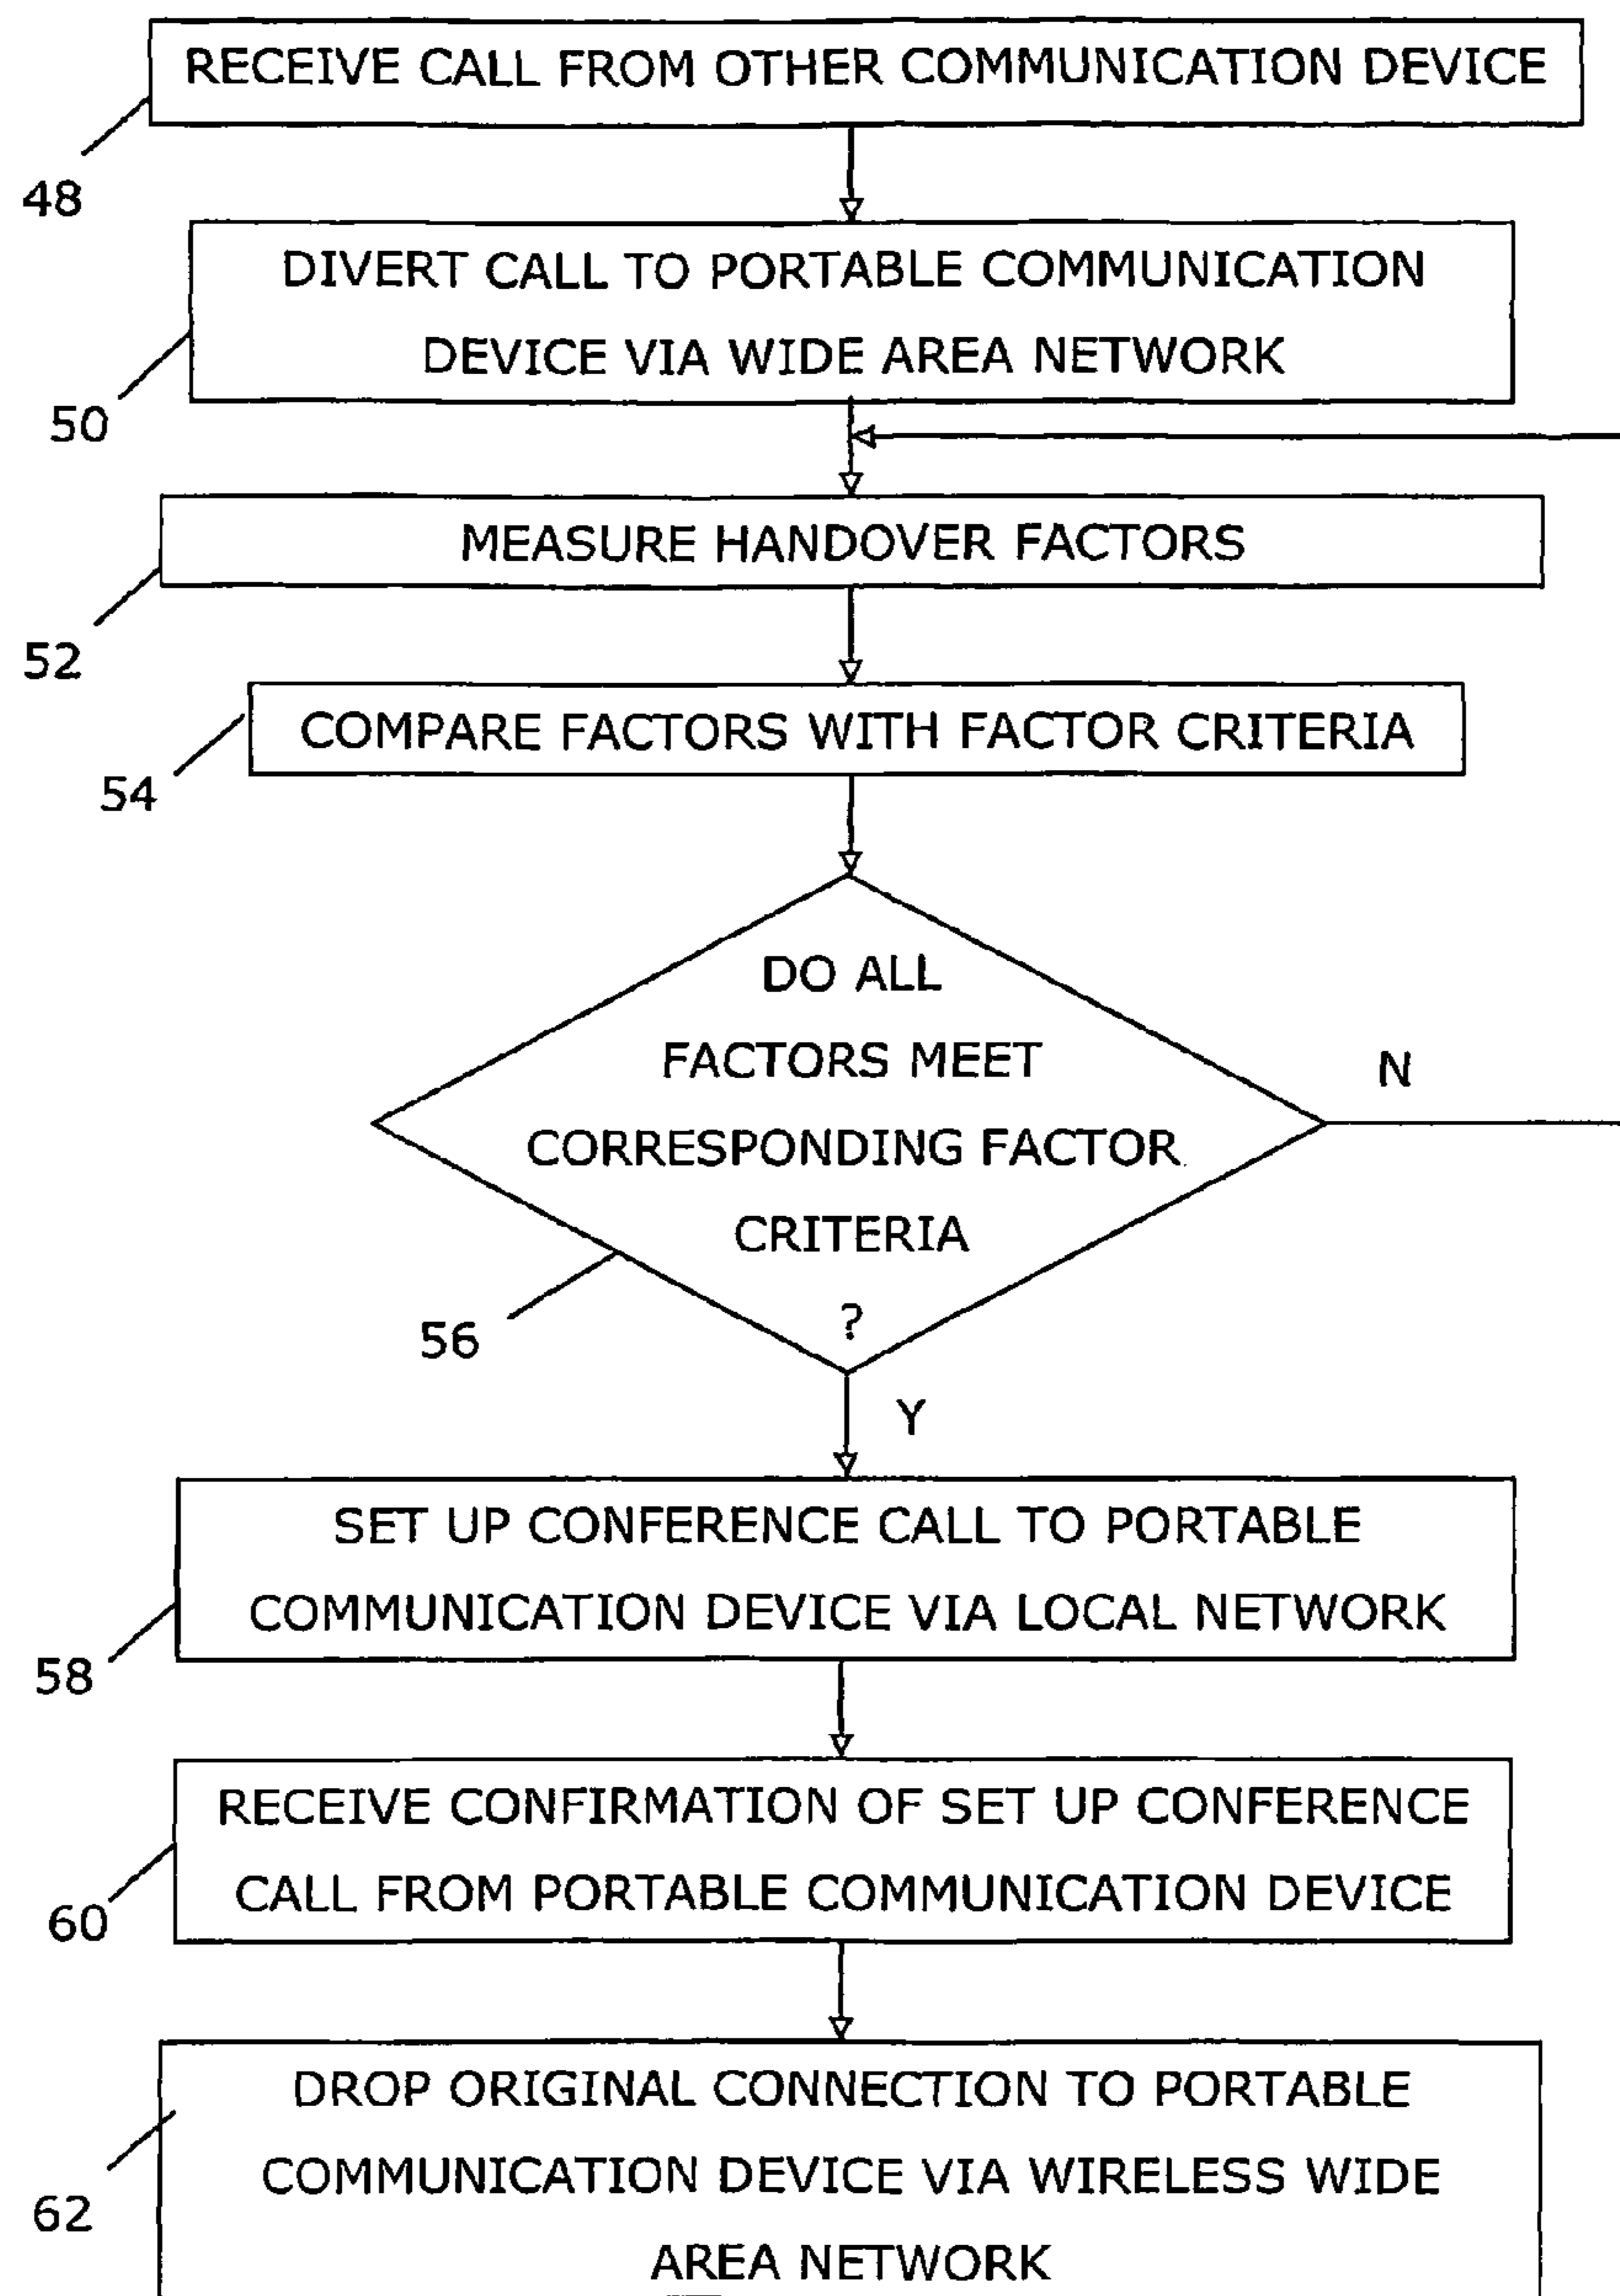 RECEIVE CALL FROM OTHER COMMUNICATION DEVICE
48
DIVERT CALL TO PORTABLE COMMUNICATION
DEVICE VIA WIDE AREA NETWORK
50
MEASURE HANDOVER FACTORS
52
COMPARE FACTORS WITH FACTOR CRITERIA
54
DO ALL
FACTORS MEET
CORRESPONDING FACTOR
CRITERIA
?
N
56
Y
SET UP CONFERENCE CALL TO PORTABLE
COMMUNICATION DEVICE VIA LOCAL NETWORK
58
RECEIVE CONFIRMATION OF SET UP CONFERENCE
CALL FROM PORTABLE COMMUNICATION DEVICE
60
DROP ORIGINAL CONNECTION TO PORTABLE
COMMUNICATION DEVICE VIA WIRELESS WIDE
AREA NETWORK
62